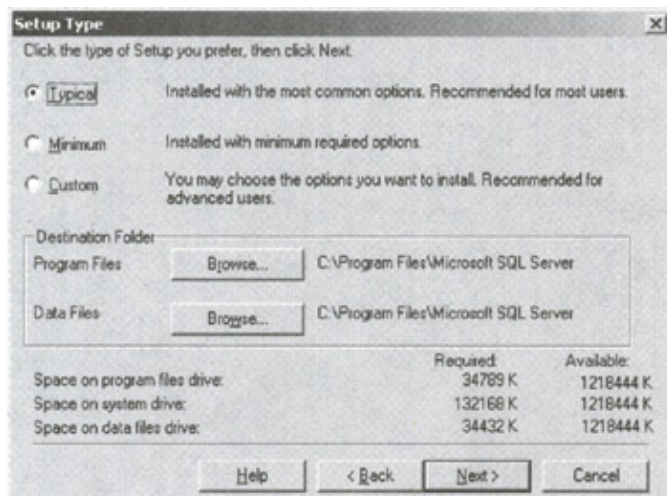 Setup Type
Click the type of Setup you prefer, then click Next.
Typical Installed with the most common options. Recommended for most users.
Minimum Installed with minimum required options.
Custom You may choose the options you want to install. Recommended for
advanced users.
Destination Folder
Program Files Browse... C:\Program Files\Microsoft SQL Server
Data Files Browse... C:\Program Files\Microsoft SQL Server
Required: Available:
Space on program files drive: 34789 K 1218444 K
Space on system drive: 132168 K 1218444 K
Space on data files drive: 34432 K 1218444 K
Help < Back Next > Cancel